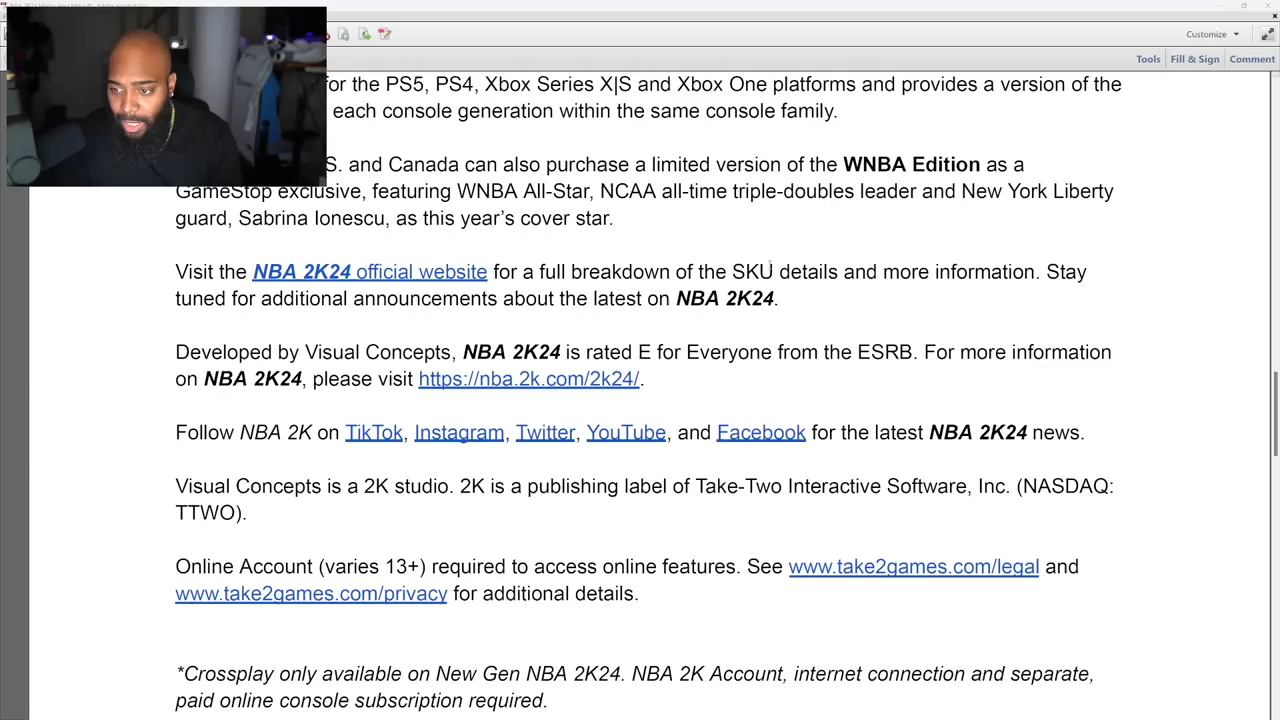 Customize
Tools Fill & Sign Comment
for the PS5, PS4, Xbox Series X|S and Xbox One platforms and provides a version of the
each console generation within the same console family.
S. and Canada can also purchase a limited version of the WNBA Edition as a
GameStop exclusive, featuring WNBA All-Star, NCAA all-time triple-doubles leader and New York Liberty
guard, Sabrina Ionescu, as this year’s cover star.
Visit the NBA 2K24 official website for a full breakdown of the SKU details and more information. Stay
tuned for additional announcements about the latest on NBA 2K24.
Developed by Visual Concepts, NBA 2K24 is rated E for Everyone from the ESRB. For more information
on NBA 2K24, please visit https://nba.2k.com/2k24/.
Follow NBA 2K on TikTok, Instagram, Twitter, YouTube, and Facebook for the latest NBA 2K24 news.
Visual Concepts is a 2K studio. 2K is a publishing label of Take-Two Interactive Software, Inc. (NASDAQ:
TTWO).
Online Account (varies 13+) required to access online features. See www.take2games.com/legal and
www.take2games.com/privacy for additional details.
*Crossplay only available on New Gen NBA 2K24. NBA 2K Account, internet connection and separate,
paid online console subscription required.